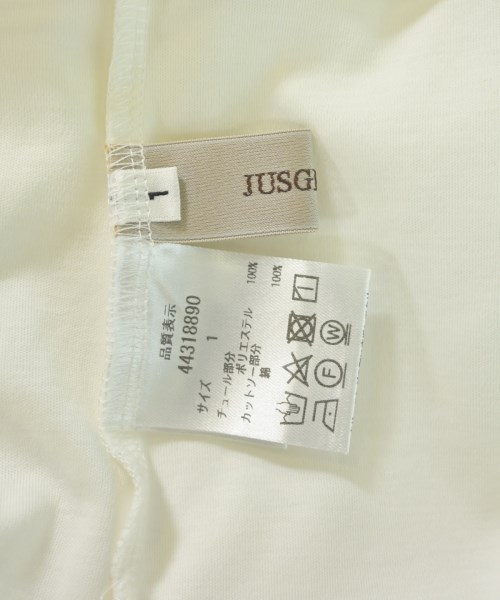 JUSGL
1
品質表示
44318890
サイズ 1
チュール部分
ポリエステル 100%
カットソー部分
綿 100%
W
F